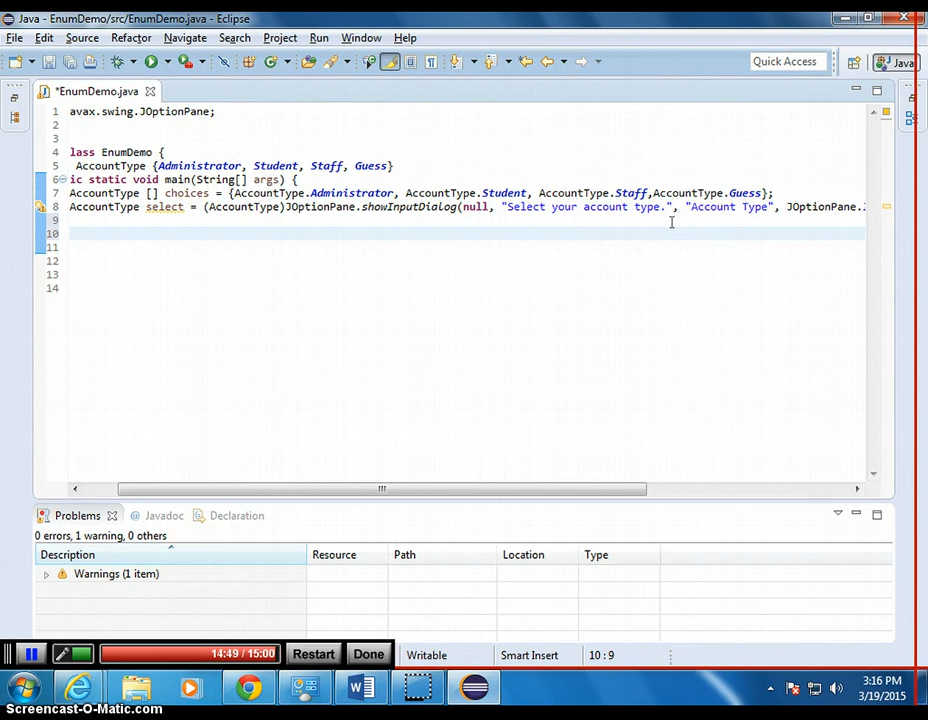 Java - EnumDemo/src/EnumDemo.java - Eclipse
File Edit Source Refactor Navigate Search Project Run Window Help
Quick Access
Java
*EnumDemo.java
1 avax.swing.JOptionPane;
2
3
4 lass EnumDemo {
5 AccountType {Administrator, Student, Staff, Guess}
6 ic static void main(String[] args) {
7 AccountType [] choices = {AccountType.Administrator, AccountType.Student, AccountType.Staff,AccountType.Guess};
8 AccountType select = (AccountType)JOptionPane.showInputDialog(null, "Select your account type.", "Account Type", JOptionPane.
9
10
11
12
13
14
Problems @ Javadoc Declaration
0 errors, 1 warning, 0 others
Description Resource Path Location Type
Warnings (1 item)
14:49 / 15:00 Restart Done Writable Smart Insert 10 : 9
3:16 PM
3/19/2015
Screencast-O-Matic.com